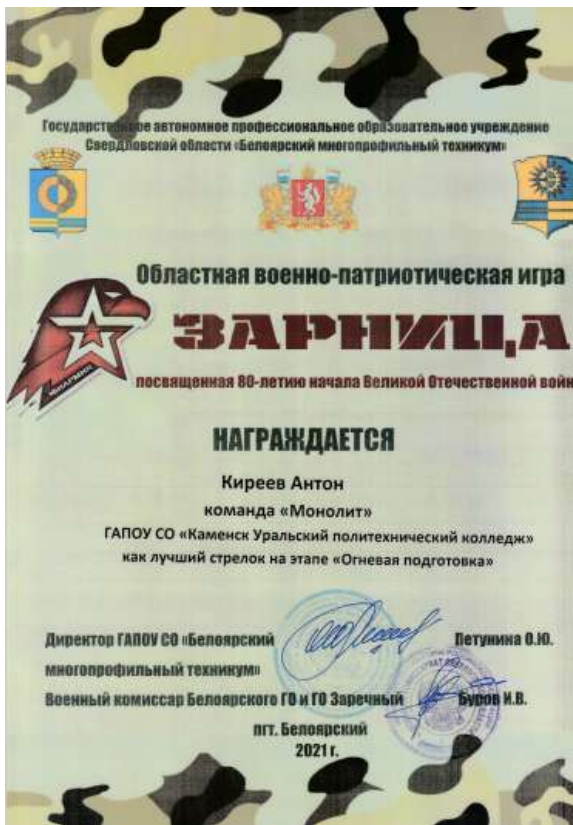 Государственное автономное профессиональное образовательное учреждение
Свердловской области «Белоярский многопрофильный техникум»
Областная военно-патриотическая игра
ЗАРНИЦА
ЮНАРМИЯ
посвященная 80-летию начала Великой Отечественной войн
НАГРАЖДАЕТСЯ
Киреев Антон
команда «Монолит»
ГАПОУ СО «Каменск Уральский политехнический колледж»
как лучший стрелок на этапе «Огневая подготовка»
Директор ГАПОУ СО «Белоярский Петунина О.Ю.
многопрофильный техникум»
Военный комиссар Белоярского ГО и ГО Заречный Буров И.В.
пгт. Белоярский
2021 г.